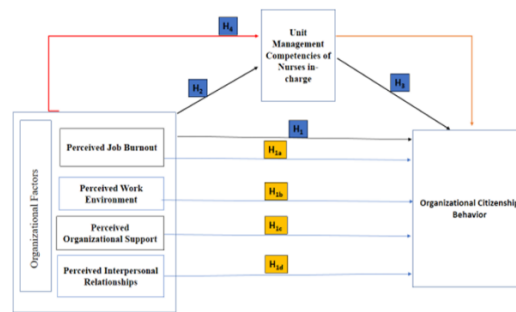 H4
Unit
Management
Competencies of
Nurses in-
charge
H2
H3
Organizational Factors
Perceived Job Burnout
Perceived Work
Environment
Perceived
Organizational Support
Perceived Interpersonal
Relationships
H1
H1a
H1b
H1c
H1d
Organizational Citizenship
Behavior